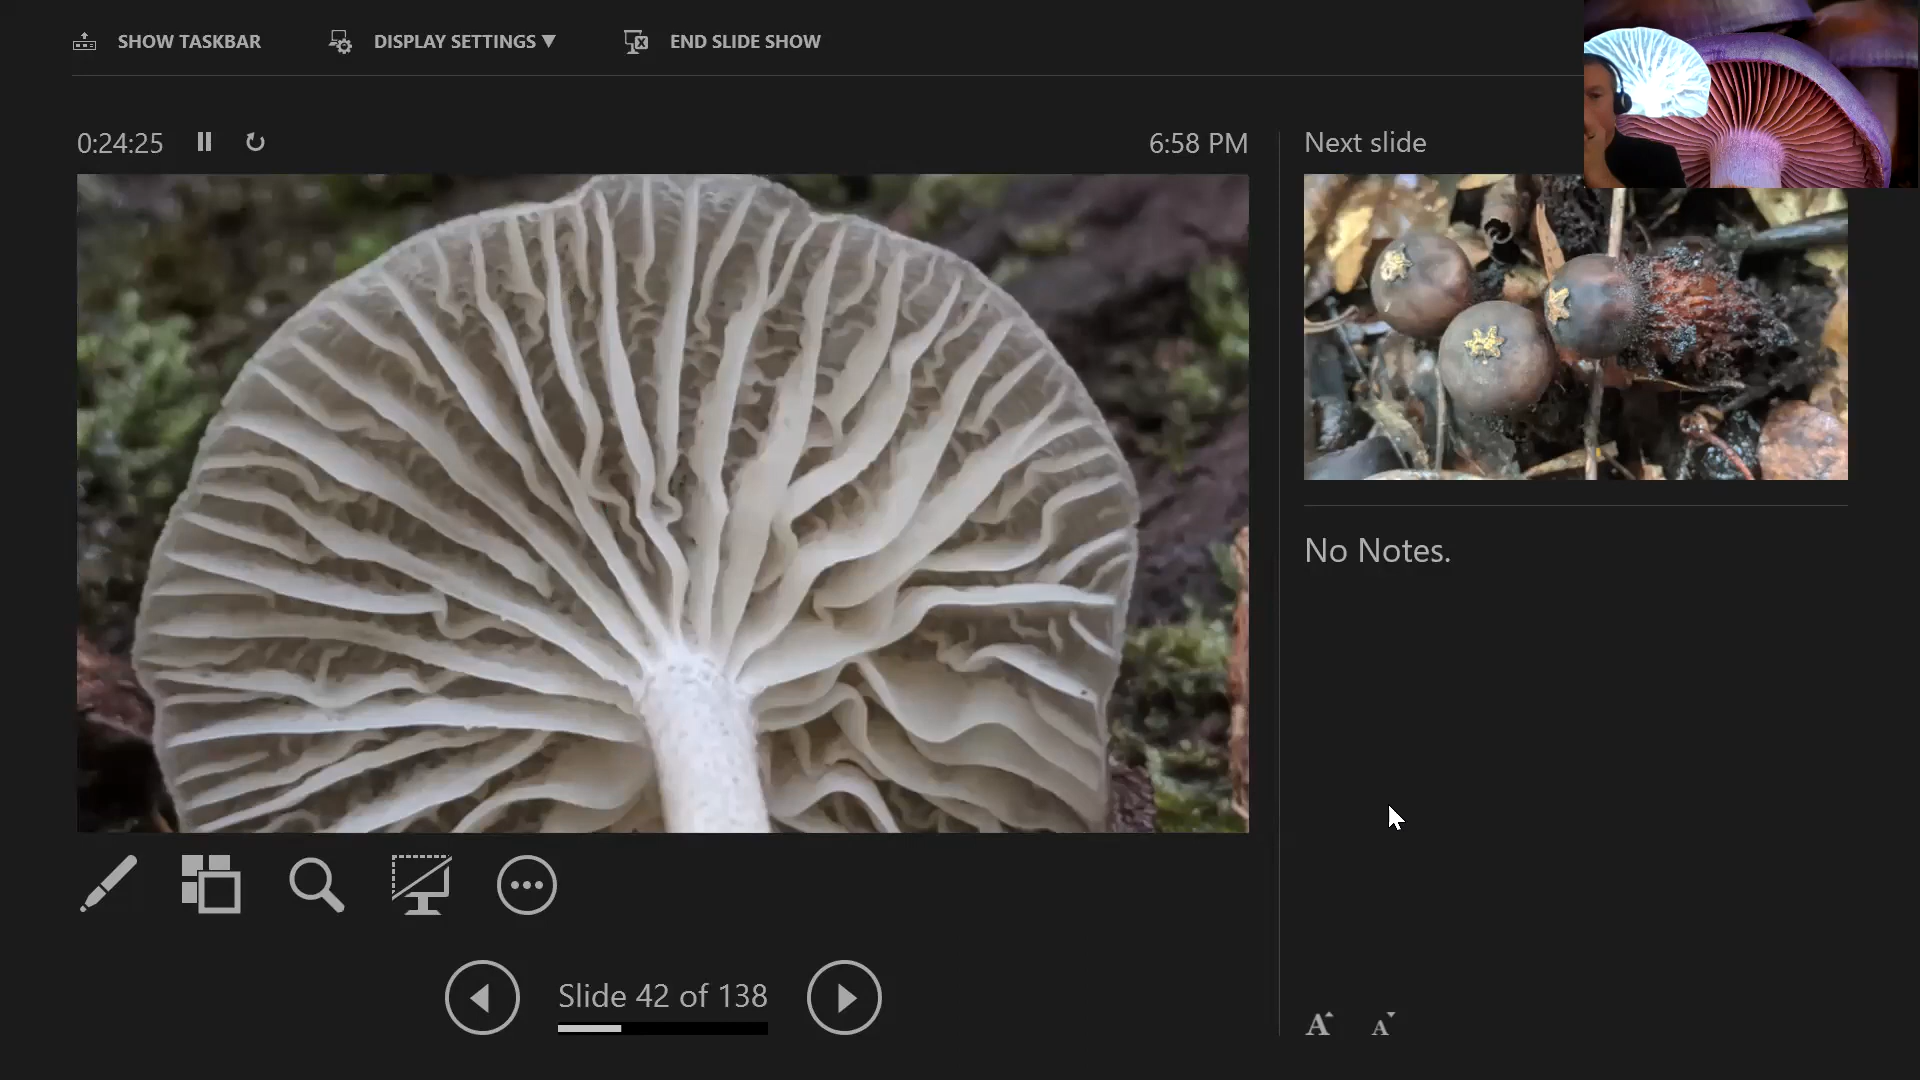 SHOW TASKBAR
DISPLAY SETTINGS ▼
END SLIDE SHOW
0:24:25
6:58 PM
Next slide
No Notes.
Slide 42 of 138
A A